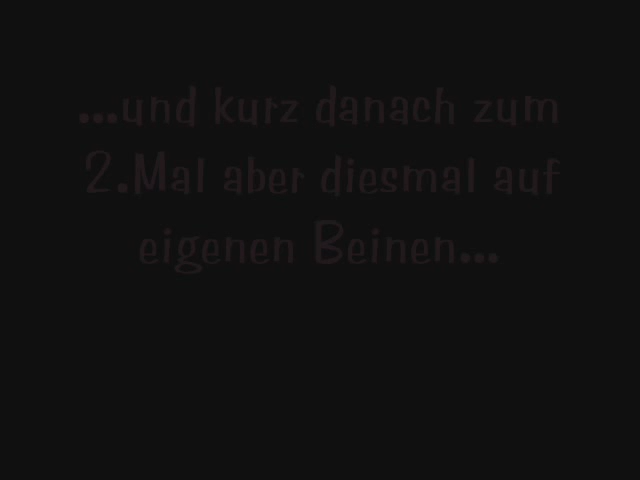 ...und kurz danach zum
2.Mal aber diesmal auf
eigenen Beinen...